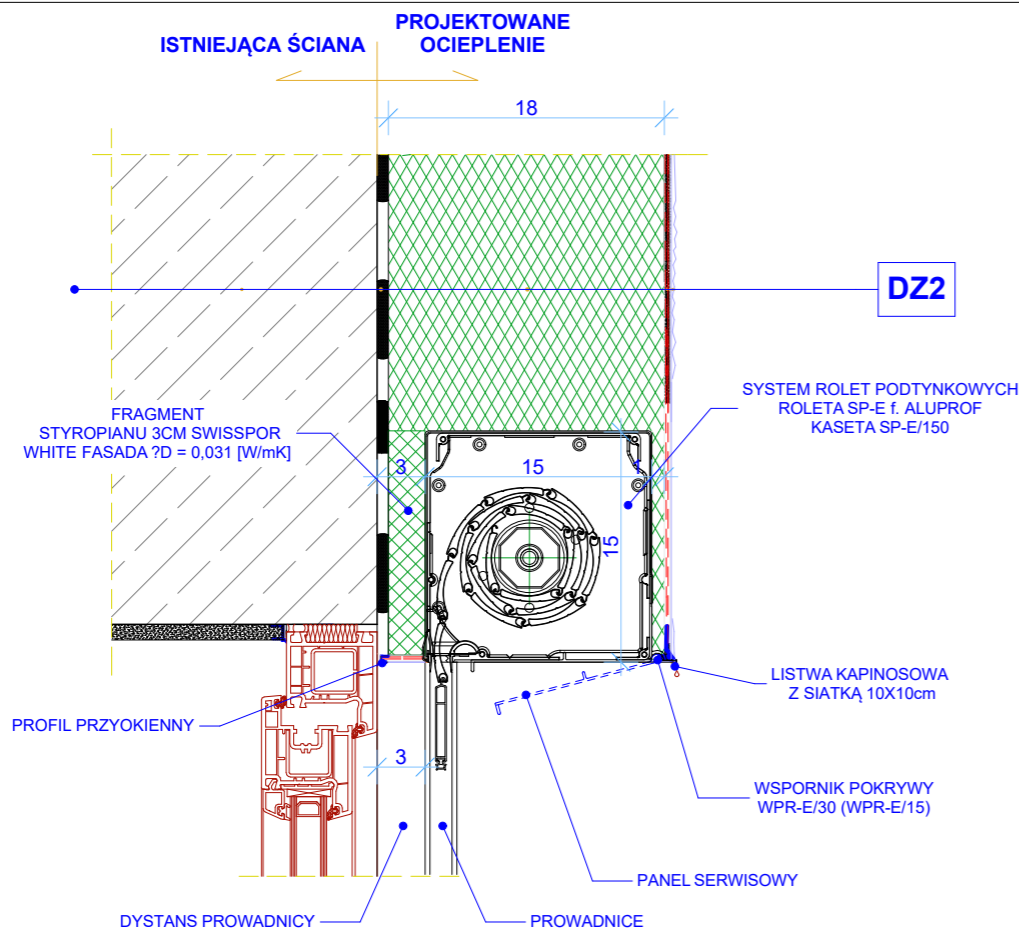 PROJEKTOWANE
OCIEPLENIE
ISTNIEJĄCA ŚCIANA
18
DZ2
FRAGMENT
STYROPIANU 3CM SWISSPOR
WHITE FASADA ?D = 0,031 [W/mK]
SYSTEM ROLET PODTYNKOWYCH
ROLETA SP-E f. ALUPROF
KASETA SP-E/150
3
15
1
15
LISTWA KAPINOSOWA
Z SIATKĄ 10X10cm
PROFIL PRZYOKIENNY
3
WSPORNIK POKRYWY
WPR-E/30 (WPR-E/15)
PANEL SERWISOWY
DYSTANS PROWADNICY
PROWADNICE